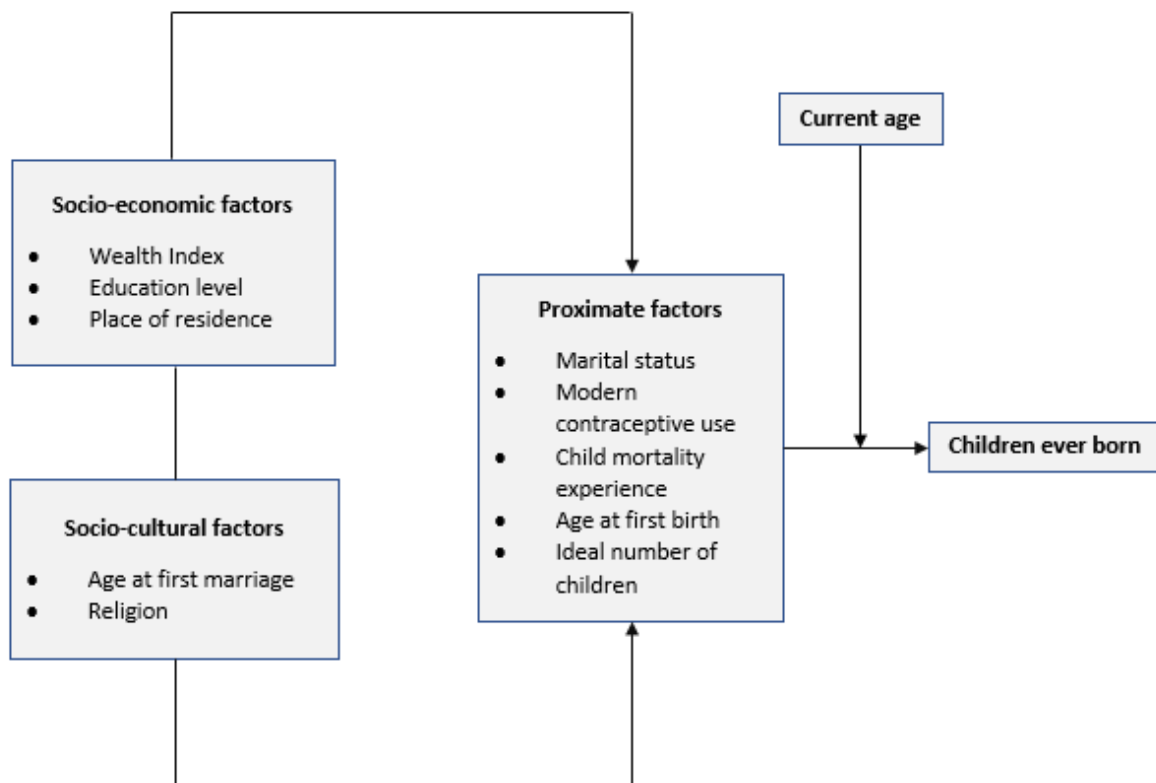 Current age
Socio-economic factors
● Wealth Index
● Education level
● Place of residence
Proximate factors
● Marital status
● Modern
contraceptive use
● Child mortality
experience
● Age at first birth
● Ideal number of
children
Children ever born
Socio-cultural factors
● Age at first marriage
● Religion